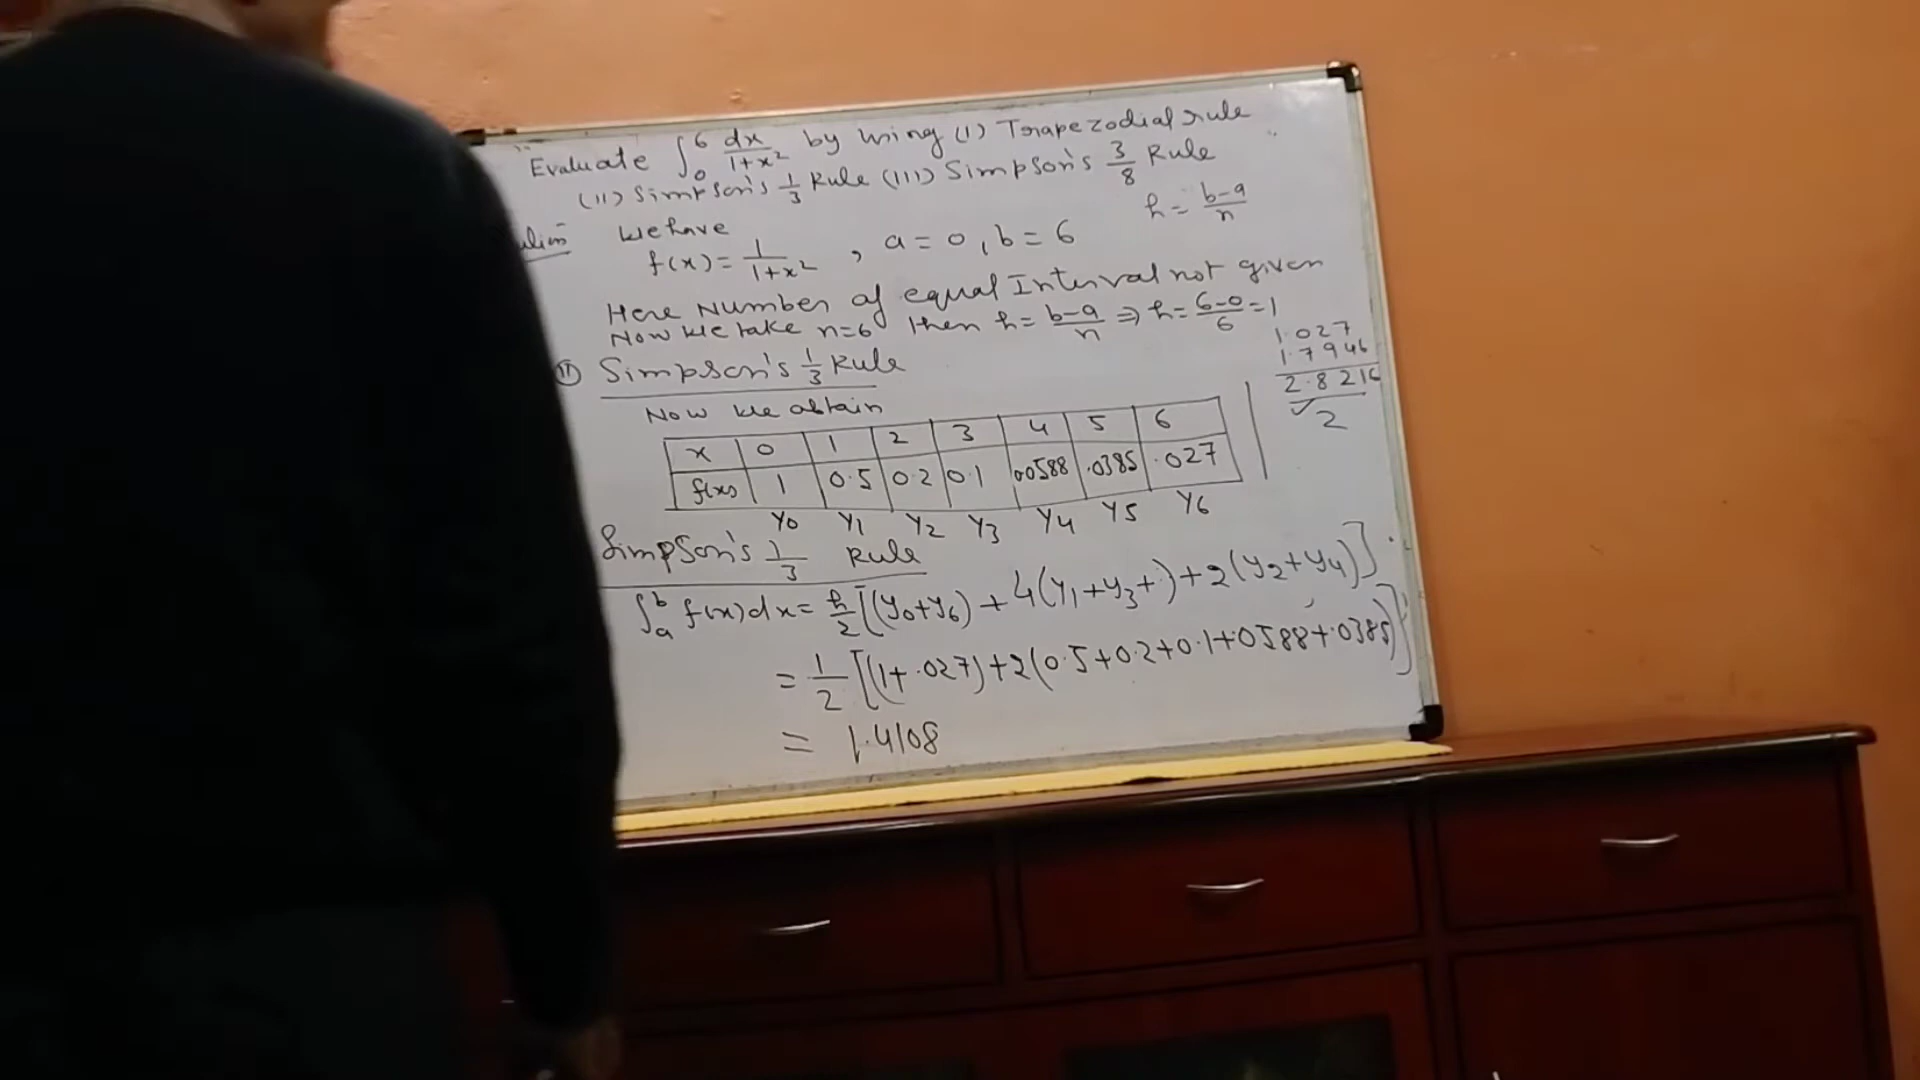 Evaluate ∫₀⁶ dx/1+x² by using (I) Trapezodial rule
(II) Simpson's 1/3 Rule (III) Simpson's 3/8 Rule
We have
h = b-a/n
f(x) = 1/1+x² , a = 0, b = 6
Here Number of equal Interval not given
Now we take n=6 then h = b-a/n ⇒ h = 6-0/6 = 1
(II) Simpson's 1/3 Rule
1.027
1.7946
2.8216
2
Now we obtain
x 0 1 2 3 4 5 6
f(x) 1 0.5 0.2 0.1 .0588 .0385 .027
Y0 Y1 Y2 Y3 Y4 Y5 Y6
Simpson's 1/3 Rule
∫ₐᵇ f(x) dx = h/2 [(y0+y6) + 4(y1+y3+) + 2(y2+y4)]
= 1/2 [(1+.027) + 2(0.5+0.2+0.1+0588+.0385)]
= 1.4108